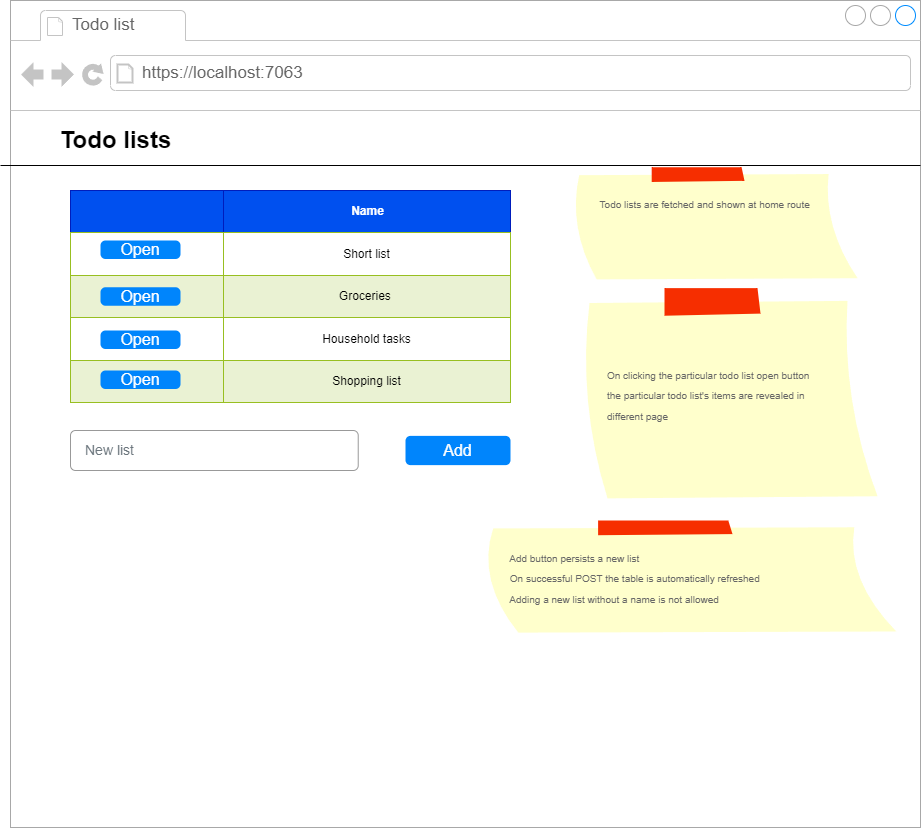 Todo list
https://localhost:7063
Todo lists
Name
Open
Short list
Open
Groceries
Open
Household tasks
Open
Shopping list
New list
Add
Todo lists are fetched and shown at home route
On clicking the particular todo list open button
the particular todo list's items are revealed in
different page
Add button persists a new list
On successful POST the table is automatically refreshed
Adding a new list without a name is not allowed